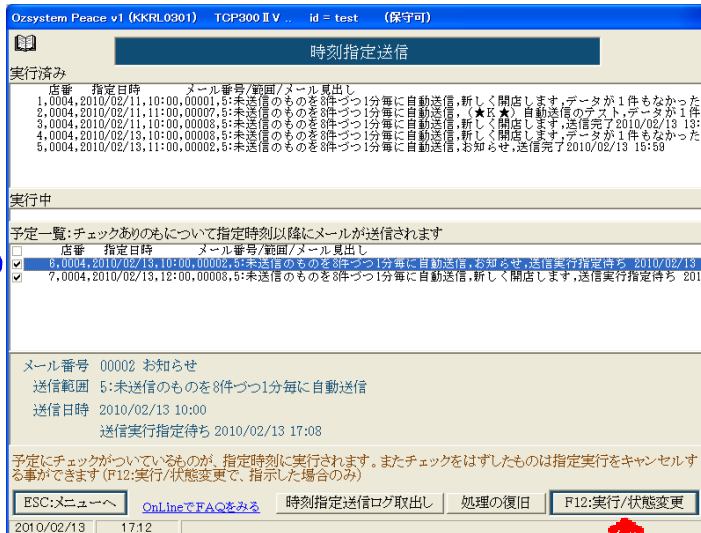 Ozsystem Peace v1 (KKRL0301) TCP300ⅡV .. id = test (保守可)
時刻指定送信
実行済み
店番 指定日時 メール番号/範囲/メール見出し
1,0004,2010/02/11,10:00,00001,5:未送信のものを8件づつ1分毎に自動送信,新しく開店します,データが1件もなかった
2,0004,2010/02/11,11:00,00007,5:未送信のものを8件づつ1分毎に自動送信,(★K★)自動送信のテスト,データが1件
3,0004,2010/02/11,10:00,00008,5:未送信のものを8件づつ1分毎に自動送信,新しく開店します,送信完了2010/02/13 13:
4,0004,2010/02/13,10:00,00008,5:未送信のものを8件づつ1分毎に自動送信,新しく開店します,データが1件もなかった
5,0004,2010/02/13,11:00,00002,5:未送信のものを8件づつ1分毎に自動送信,お知らせ,送信完了2010/02/13 15:59
実行中
予定一覧:チェックありのもについて指定時刻以降にメールが送信されます
店番 指定日時 メール番号/範囲/メール見出し
6,0004,2010/02/13,10:00,00002,5:未送信のものを8件づつ1分毎に自動送信,お知らせ,送信実行指定待ち 2010/02/13
7,0004,2010/02/13,12:00,00008,5:未送信のものを8件づつ1分毎に自動送信,新しく開店します,送信実行指定待ち 201
メール番号 00002 お知らせ
送信範囲 5:未送信のものを8件づつ1分毎に自動送信
送信日時 2010/02/13 10:00
送信実行指定待ち 2010/02/13 17:08
予定にチェックがついているものが、指定時刻に実行されます。またチェックをはずしたものは指定実行をキャンセルす
る事ができます(F12:実行/状態変更で、指示した場合のみ)
ESC:メニューへ OnLineでFAQをみる 時刻指定送信ログ取出し 処理の復旧 F12:実行/状態変更
2010/02/13 17:12